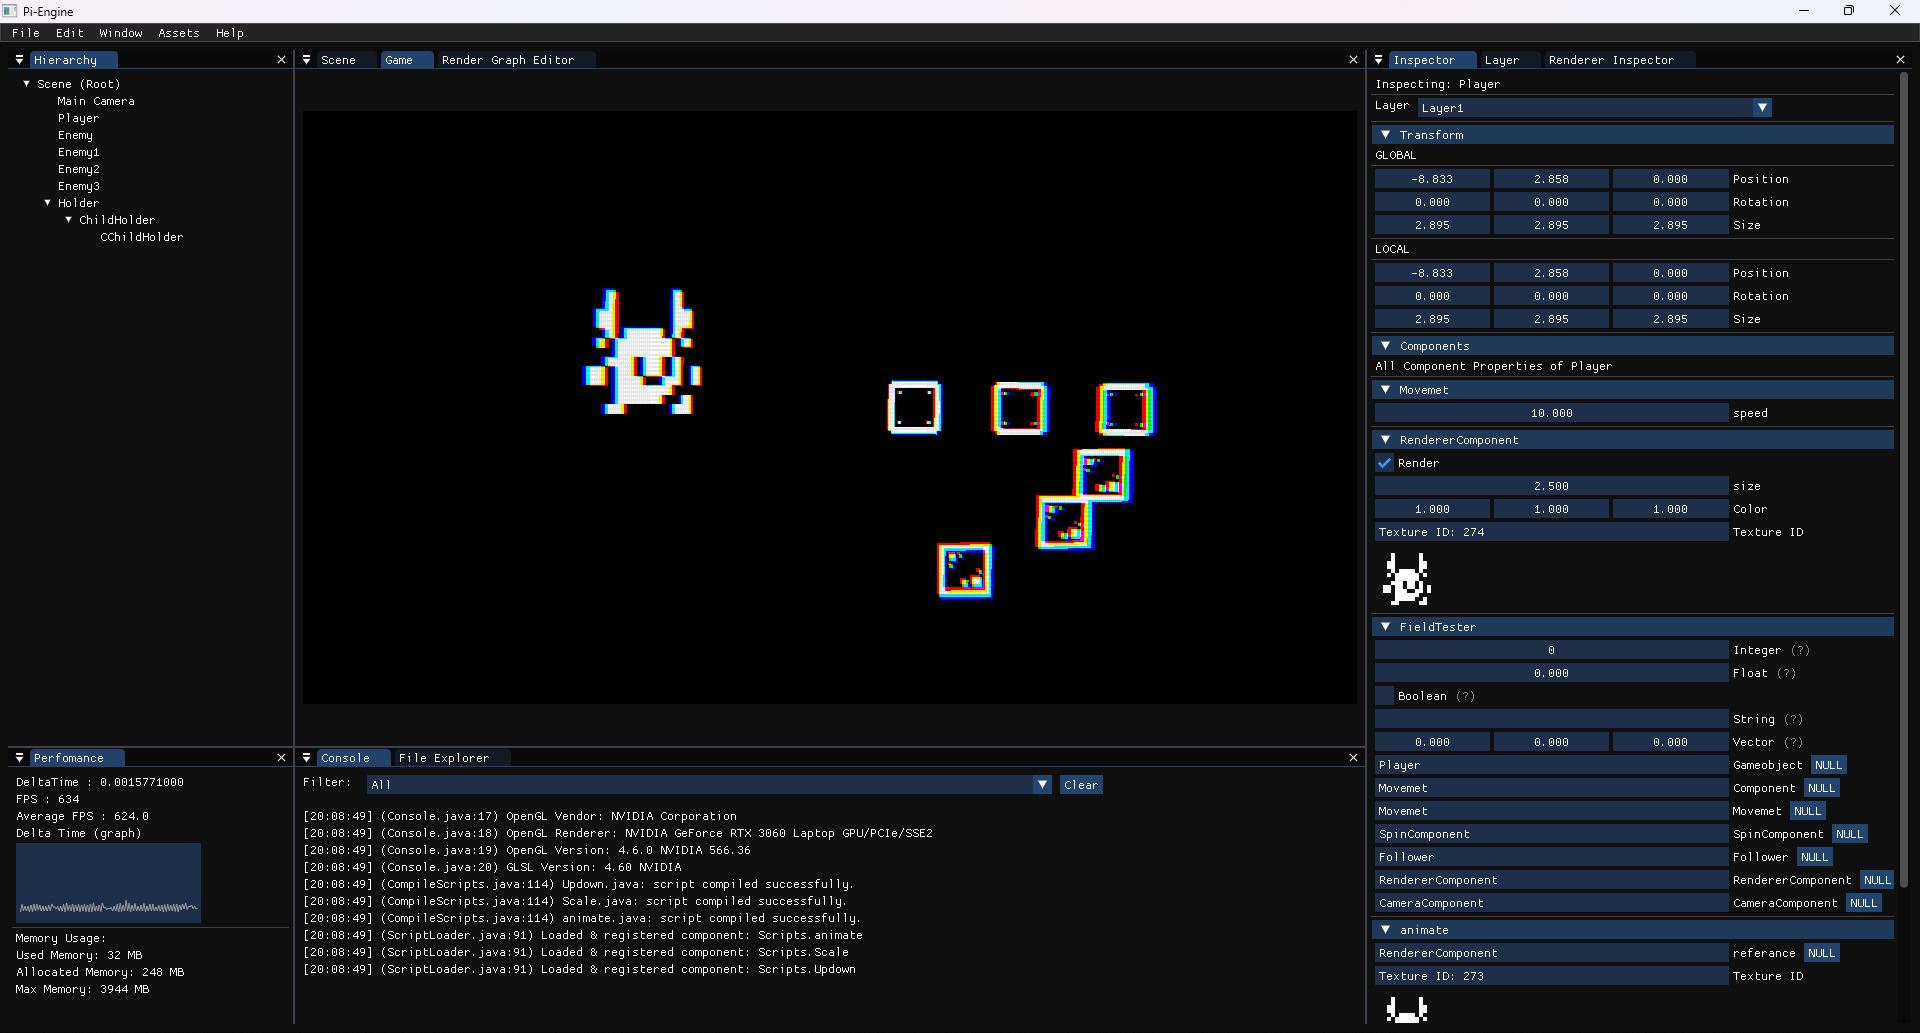 Pi-Engine
File Edit Window Assets Help
Hierarchy
Scene (Root)
Main Camera
Player
Enemy
Enemy1
Enemy2
Enemy3
Holder
ChildHolder
CChildHolder
Scene Game Render Graph Editor
Inspector Layer Renderer Inspector
Inspecting: Player
Layer Layer1
Transform
GLOBAL
-8.833 2.858 0.000 Position
0.000 0.000 0.000 Rotation
2.895 2.895 2.895 Size
LOCAL
-8.833 2.858 0.000 Position
0.000 0.000 0.000 Rotation
2.895 2.895 2.895 Size
Components
All Component Properties of Player
Movemet
10.000 speed
RendererComponent
Render
2.500 size
1.000 1.000 1.000 Color
Texture ID: 274 Texture ID
FieldTester
0 Integer (?)
0.000 Float (?)
Boolean (?)
String (?)
0.000 0.000 0.000 Vector (?)
Player Gameobject NULL
Movemet Component NULL
Movemet Movemet NULL
SpinComponent SpinComponent NULL
Follower Follower NULL
RendererComponent RendererComponent NULL
CameraComponent CameraComponent NULL
animate
RendererComponent referance NULL
Texture ID: 273 Texture ID
Perfomance
DeltaTime : 0.0015771000
FPS : 634
Average FPS : 624.0
Delta Time (graph)
Memory Usage:
Used Memory: 32 MB
Allocated Memory: 248 MB
Max Memory: 3944 MB
Console File Explorer
Filter: All Clear
[20:08:49] (Console.java:17) OpenGL Vendor: NVIDIA Corporation
[20:08:49] (Console.java:18) OpenGL Renderer: NVIDIA GeForce RTX 3060 Laptop GPU/PCIe/SSE2
[20:08:49] (Console.java:19) OpenGL Version: 4.6.0 NVIDIA 566.36
[20:08:49] (Console.java:20) GLSL Version: 4.60 NVIDIA
[20:08:49] (CompileScripts.java:114) Updown.java: script compiled successfully.
[20:08:49] (CompileScripts.java:114) Scale.java: script compiled successfully.
[20:08:49] (CompileScripts.java:114) animate.java: script compiled successfully.
[20:08:49] (ScriptLoader.java:91) Loaded & registered component: Scripts.animate
[20:08:49] (ScriptLoader.java:91) Loaded & registered component: Scripts.Scale
[20:08:49] (ScriptLoader.java:91) Loaded & registered component: Scripts.Updown